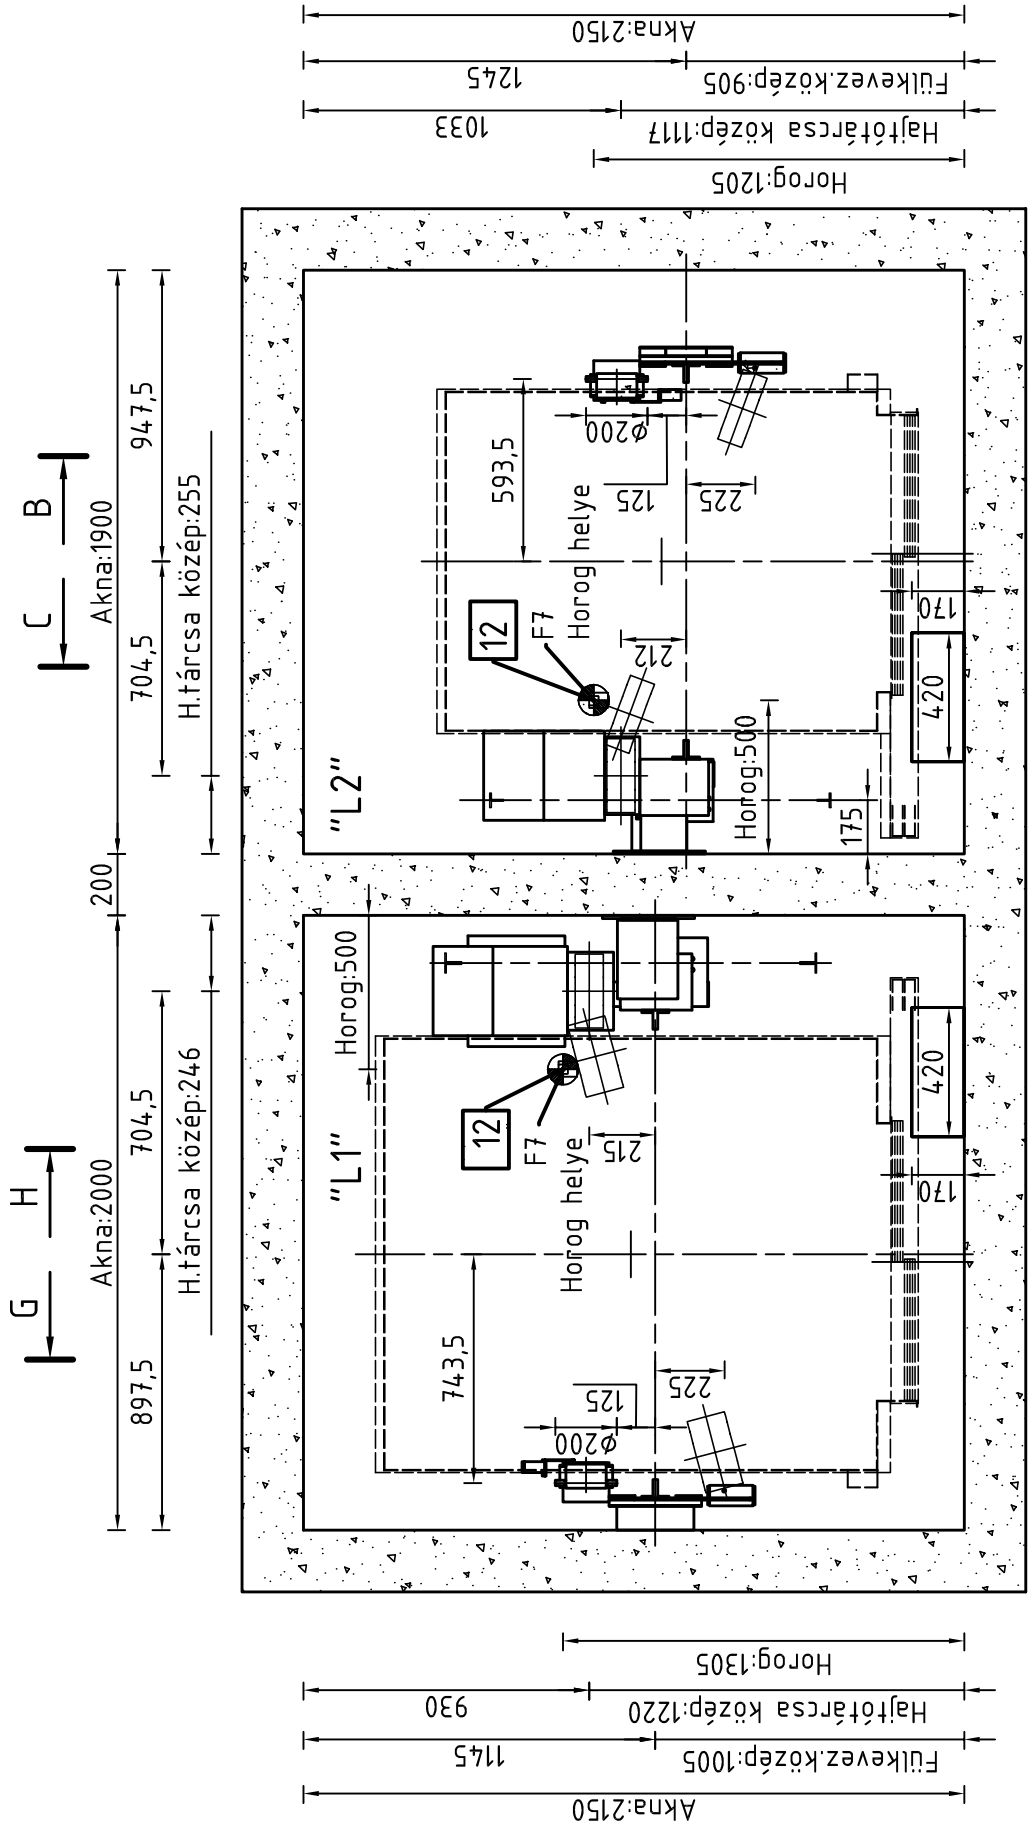 G
H
C
B
Akna:2000
200
Akna:1900
897,5
704,5
704,5
947,5
H.tárcsa közép:246
H.tárcsa közép:255
"L1"
"L2"
Horog:500
12
F7
Horog helye
743,5
ø200
125
215
225
420
170
12
F7
Horog helye
593,5
ø200
125
212
225
Horog:500
175
420
170
Akna:2150
1145
Fülkevez.közép:1005
930
Hajtótárcsa közép:1220
Horog:1305
Akna:2150
1245
Fülkevez.közép:905
1033
Hajtótárcsa közép:1117
Horog:1205